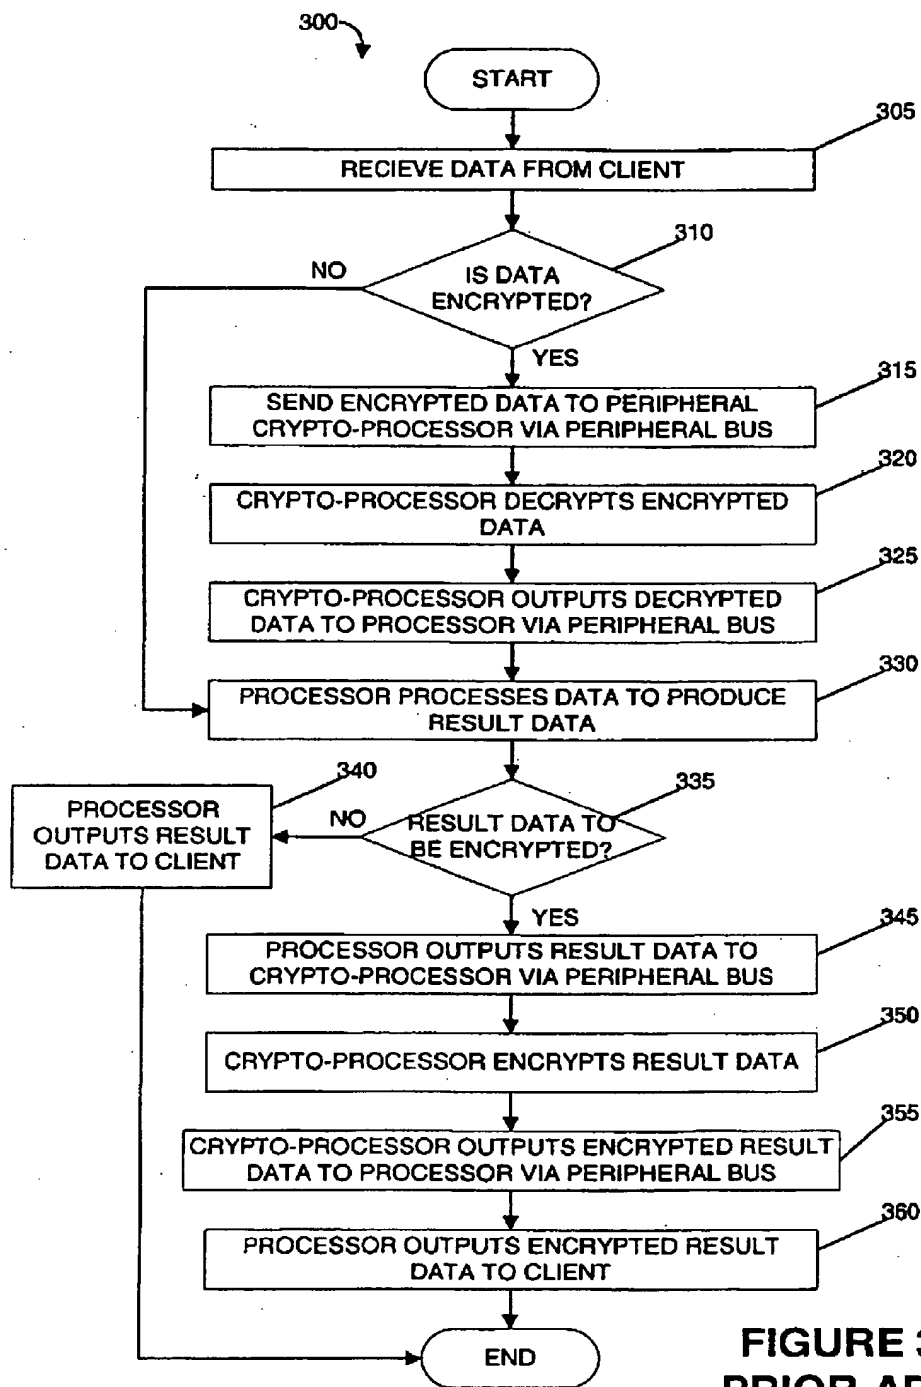 300
START
305
RECIEVE DATA FROM CLIENT
310
IS DATA
ENCRYPTED?
NO
YES
315
SEND ENCRYPTED DATA TO PERIPHERAL
CRYPTO-PROCESSOR VIA PERIPHERAL BUS
320
CRYPTO-PROCESSOR DECRYPTS ENCRYPTED
DATA
325
CRYPTO-PROCESSOR OUTPUTS DECRYPTED
DATA TO PROCESSOR VIA PERIPHERAL BUS
330
PROCESSOR PROCESSES DATA TO PRODUCE
RESULT DATA
335
RESULT DATA TO
BE ENCRYPTED?
NO
340
PROCESSOR
OUTPUTS RESULT
DATA TO CLIENT
YES
345
PROCESSOR OUTPUTS RESULT DATA TO
CRYPTO-PROCESSOR VIA PERIPHERAL BUS
350
CRYPTO-PROCESSOR ENCRYPTS RESULT DATA
355
CRYPTO-PROCESSOR OUTPUTS ENCRYPTED RESULT
DATA TO PROCESSOR VIA PERIPHERAL BUS
360
PROCESSOR OUTPUTS ENCRYPTED RESULT
DATA TO CLIENT
END
FIGURE 3
PRIOR